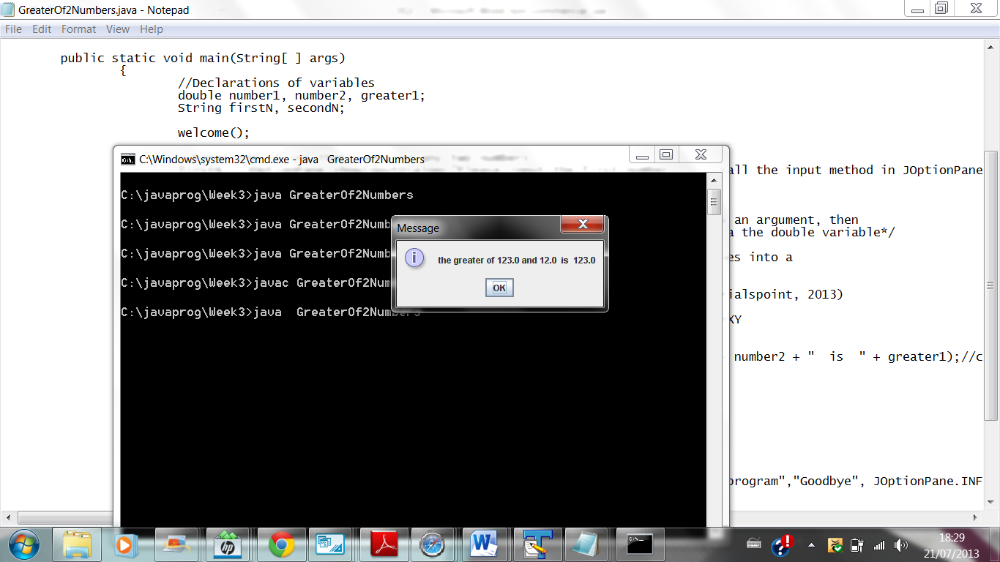 GreaterOf2Numbers.java - Notepad
File Edit Format View Help
public static void main(String[ ] args)
{
//Declarations of variables
double number1, number2, greater1;
String firstN, secondN;
welcome();
all the input method in JOptionPane
an argument, then
a the double variable*/
es into a
ialspoint, 2013)
XY
number2 + "  is  " + greater1);//c
program","Goodbye", JOptionPane.INF
C:\Windows\system32\cmd.exe - java  GreaterOf2Numbers
C:\javaprog\Week3>java GreaterOf2Numbers
C:\javaprog\Week3>java GreaterOf2Numb
C:\javaprog\Week3>java GreaterOf2Numb
C:\javaprog\Week3>javac GreaterOf2Num
C:\javaprog\Week3>java  GreaterOf2Numbers
Message
the greater of 123.0 and 12.0  is  123.0
OK
18:29
21/07/2013